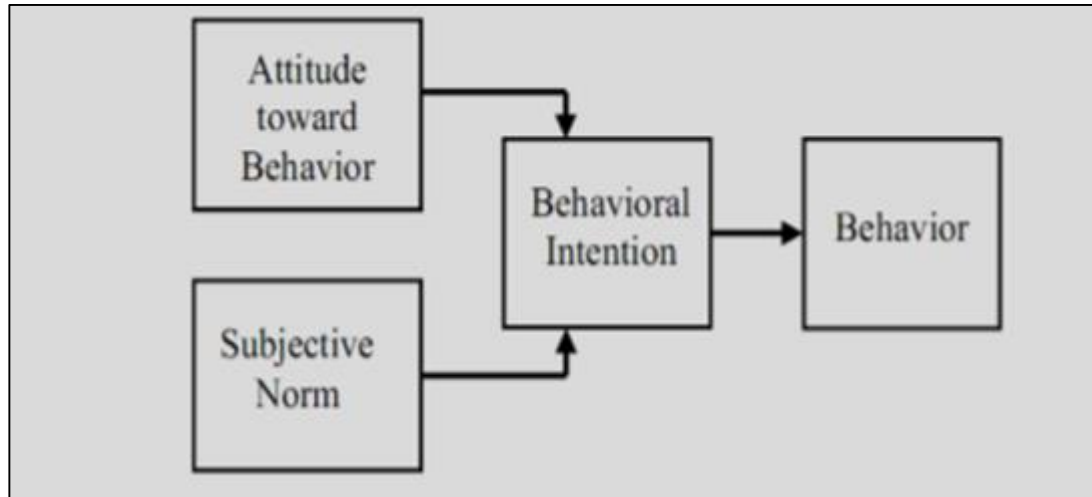 Attitude
toward
Behavior
Subjective
Norm
Behavioral
Intention
Behavior